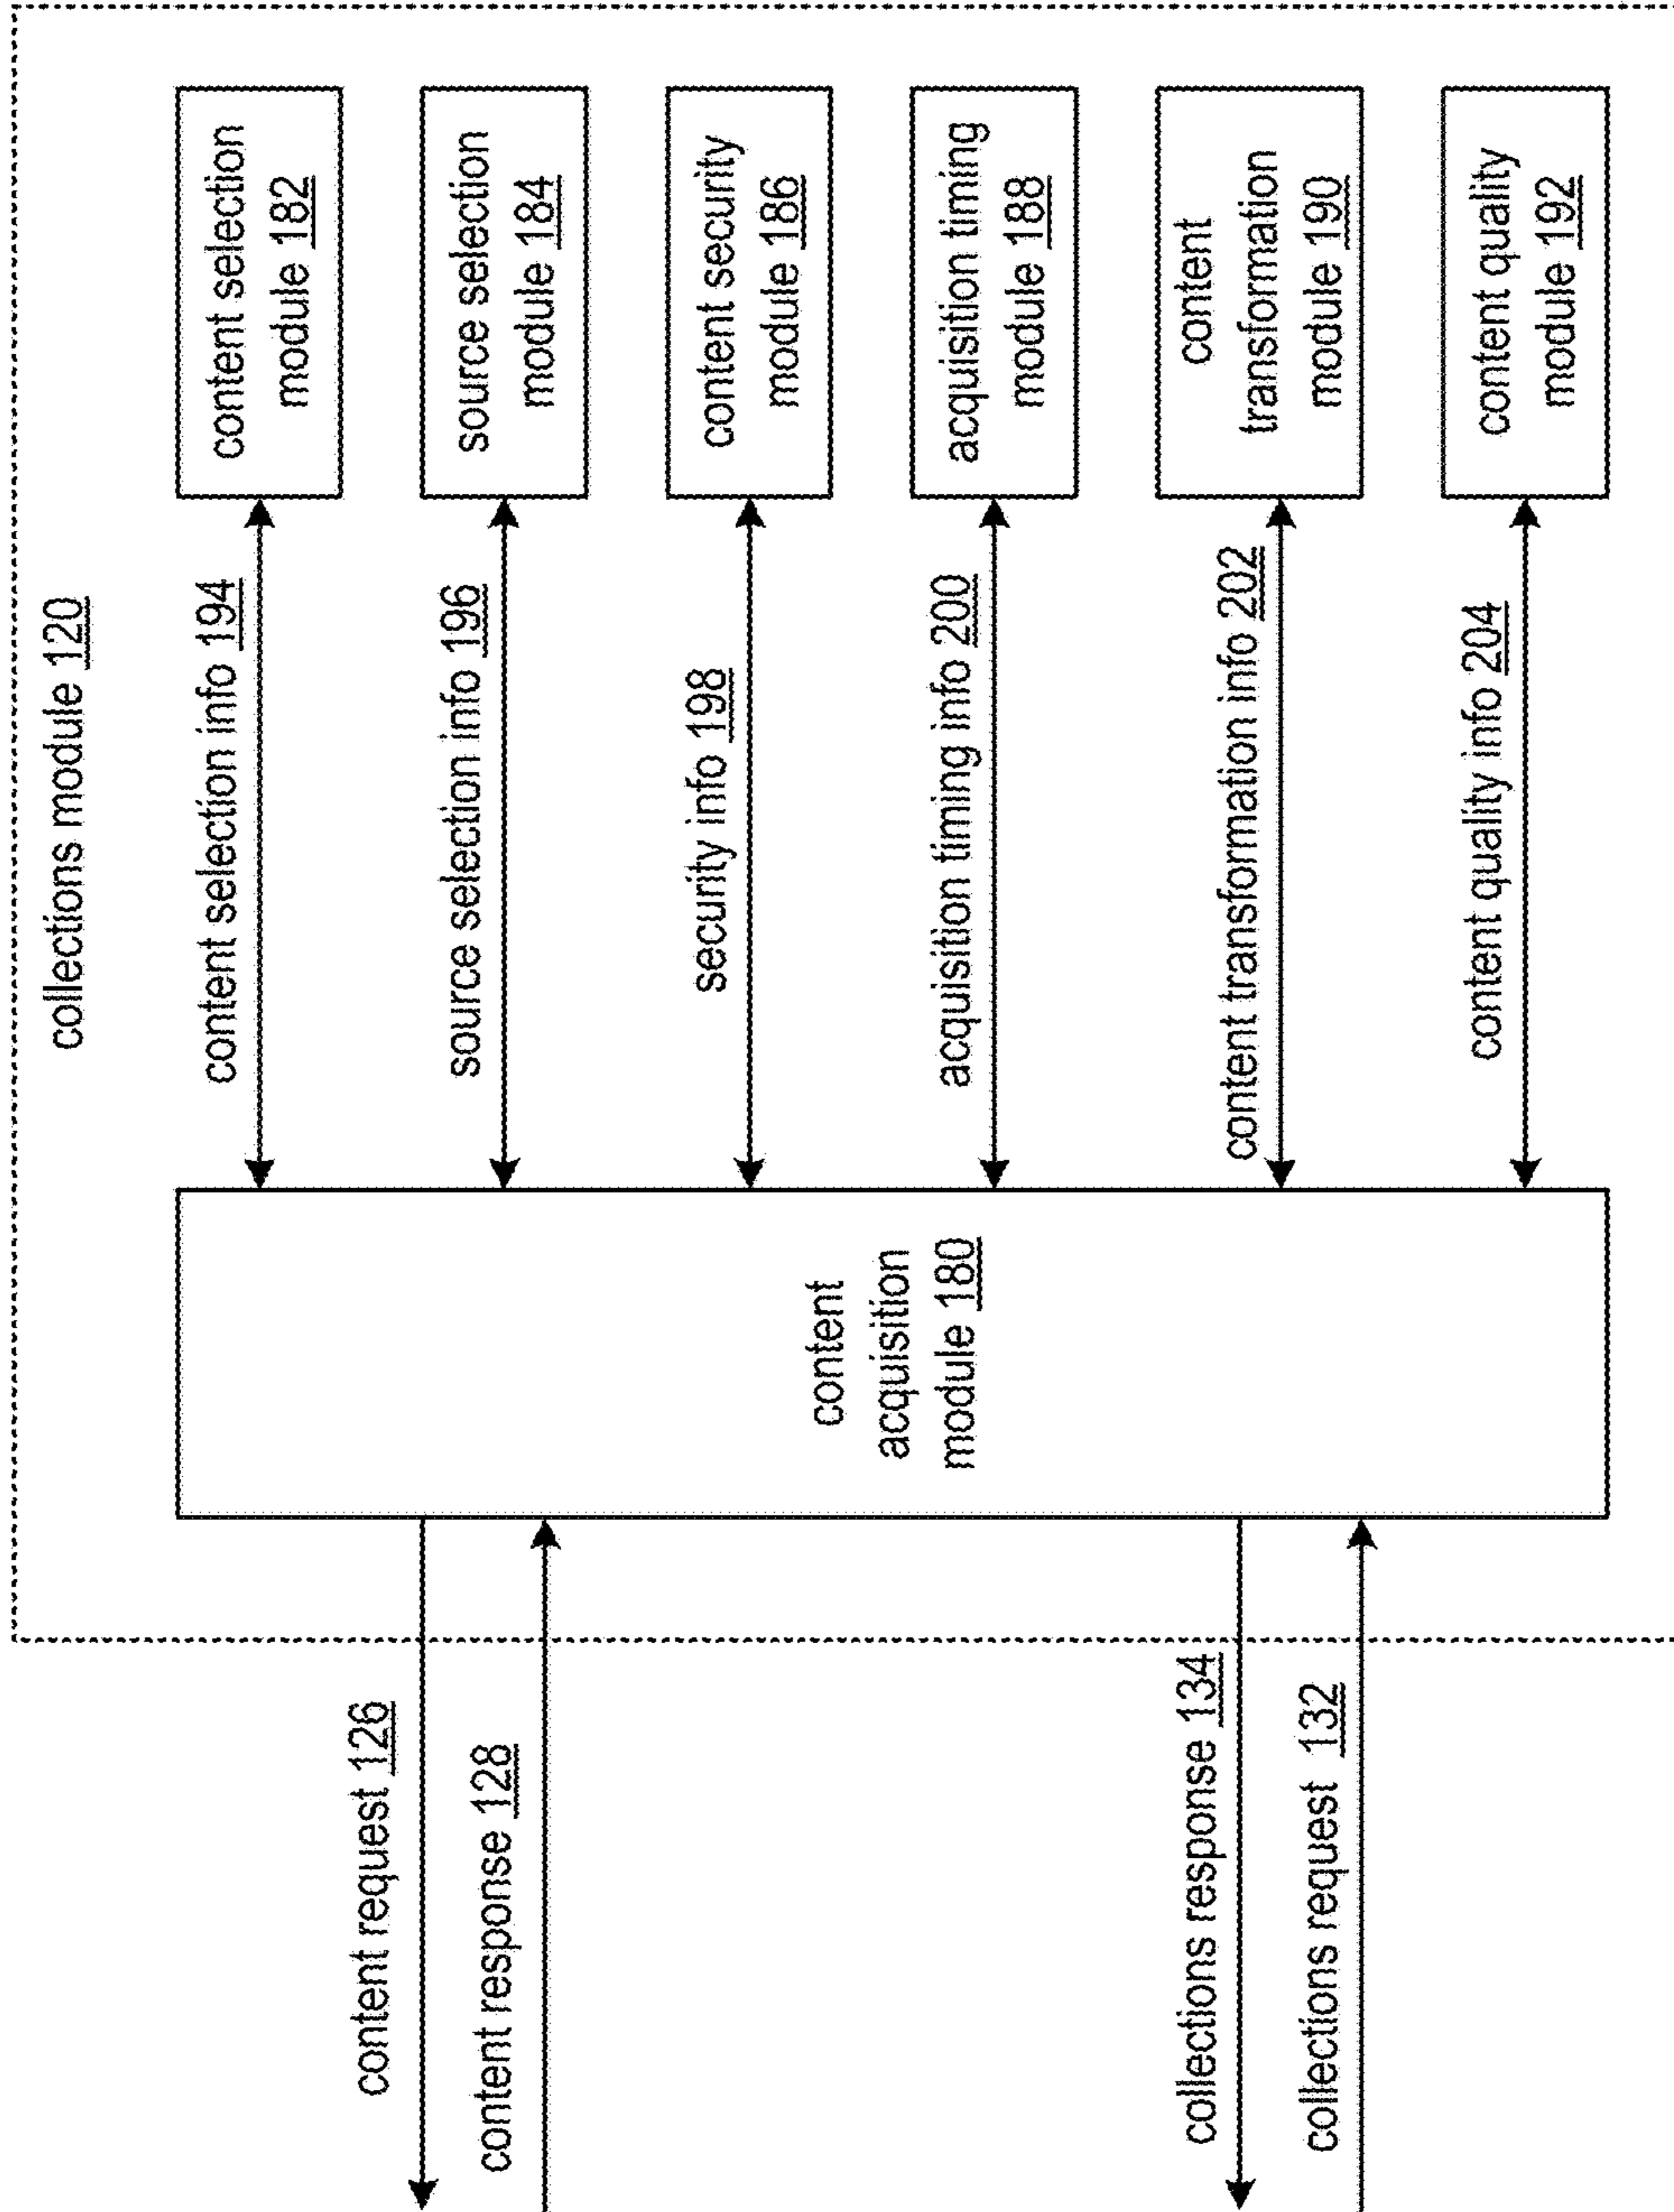 collections module 120
content request 126
content response 128
collections response 134
collections request 132
content
acquisition
module 180
content selection info 194
source selection info 196
security info 198
acquisition timing info 200
content transformation info 202
content quality info 204
content selection
module 182
source selection
module 184
content security
module 186
acquisition timing
module 188
content
transformation
module 190
content quality
module 192